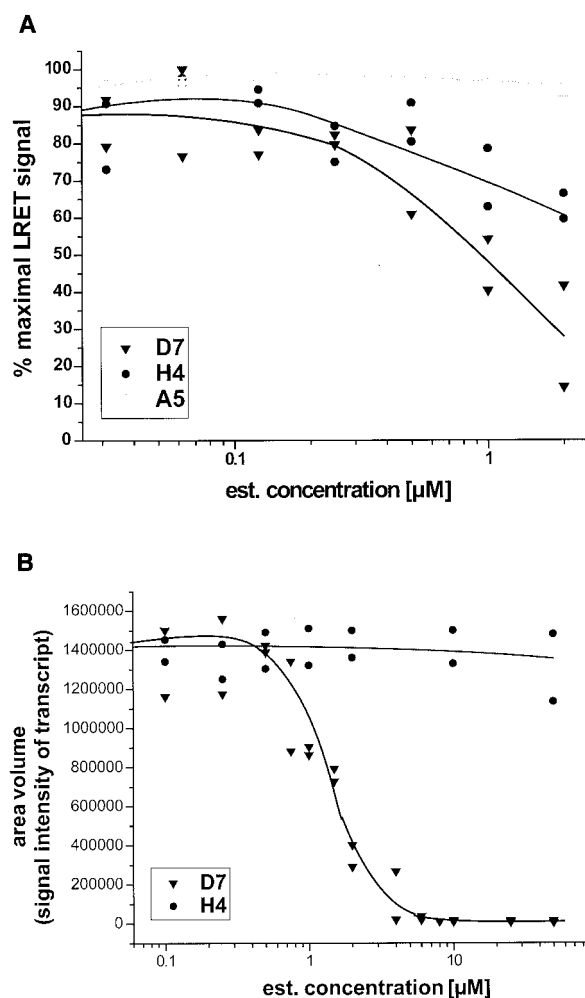 A
% maximal LRET signal
100
90
80
70
60
50
40
30
20
10
0
D7
H4
A5
0.1
1
est. concentration [µM]
B
area volume
(signal intensity of transcript)
1600000
1400000
1200000
1000000
800000
600000
400000
200000
0
D7
H4
0.1
1
10
est. concentration [µM]